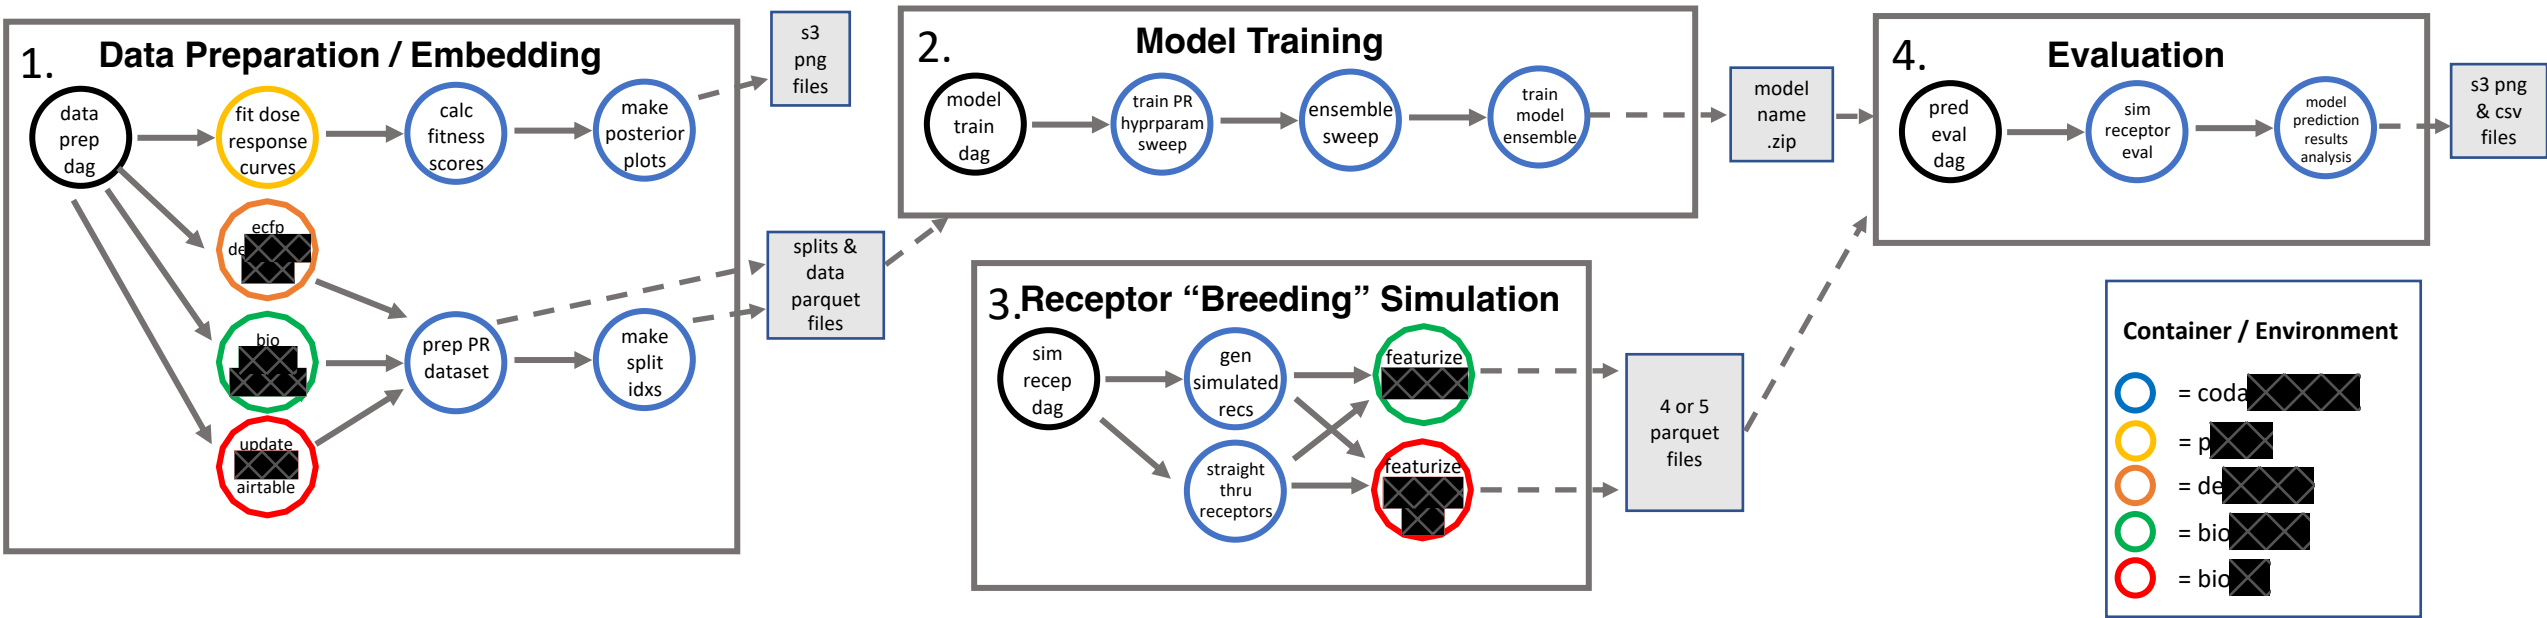 1.
Data Preparation / Embedding
data
prep
dag
fit dose
response
curves
calc
fitness
scores
make
posterior
plots
s3
png
files
ecfp
bio
update
airtable
prep PR
dataset
make
split
idxs
splits &
data
parquet
files
2.
Model Training
model
train
dag
train PR
hyprparam
sweep
ensemble
sweep
train
model
ensemble
model
name
.zip
3.
Receptor “Breeding” Simulation
sim
recep
dag
gen
simulated
recs
straight
thru
receptors
featurize
featurize
4 or 5
parquet
files
4.
Evaluation
pred
eval
dag
sim
receptor
eval
model
prediction
results
analysis
s3 png
& csv
files
Container / Environment
= coda
= p
= de
= bio
= bio